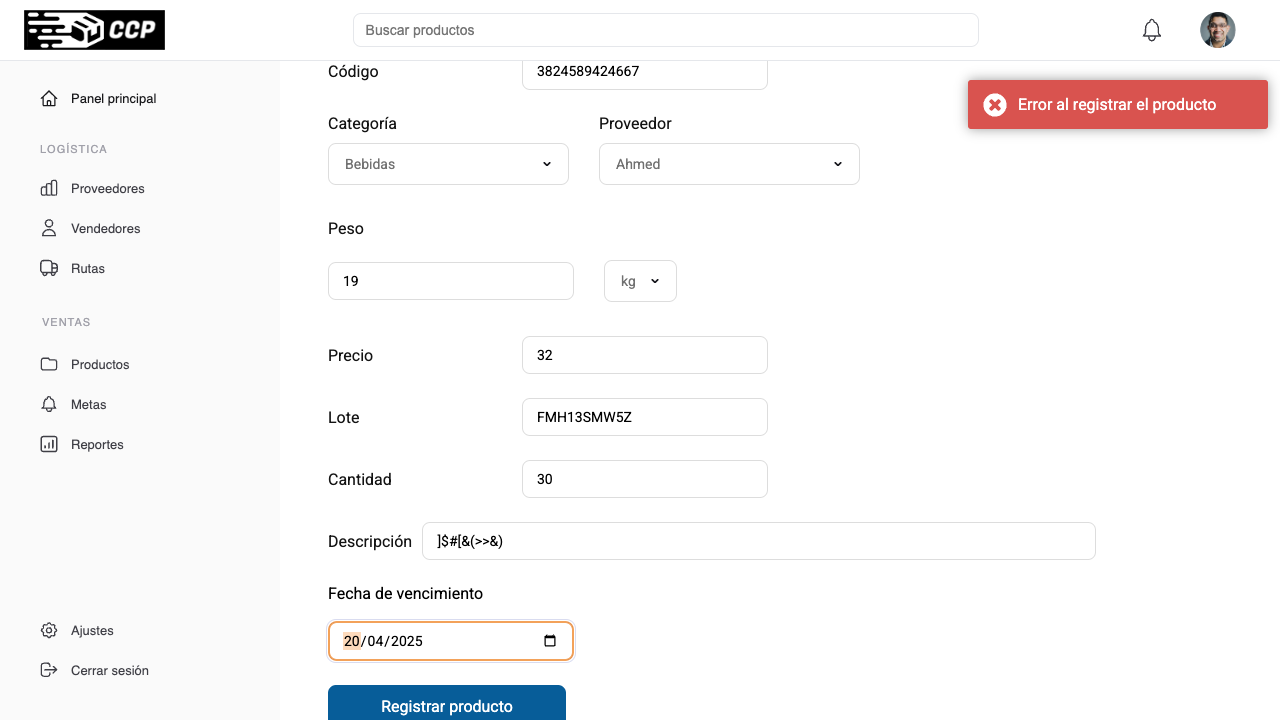 CCP
Buscar productos
Código
3824589424667
Error al registrar el producto
Panel principal
Categoría
Proveedor
LOGÍSTICA
Bebidas
Ahmed
Proveedores
Vendedores
Peso
Rutas
19
kg
VENTAS
Precio
32
Productos
Metas
Lote
FMH13SMW5Z
Reportes
Cantidad
30
Descripción
]$#[&(>>&)
Fecha de vencimiento
Ajustes
20/04/2025
Cerrar sesión
Registrar producto